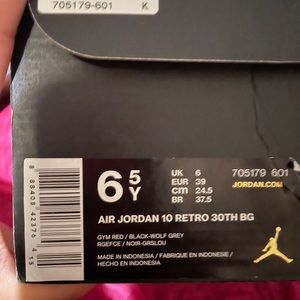 705179-601 K
6 5 Y
UK 6
EUR 39
cm 24.5
BR 37.5
705179 601
JORDAN.COM
AIR JORDAN 10 RETRO 30TH BG
GYM RED / BLACK-WOLF GREY
RGEFCE / NOIR-GRSLOU
MADE IN INDONESIA / FABRIQUE EN INDONESIE /
HECHO EN INDONESIA